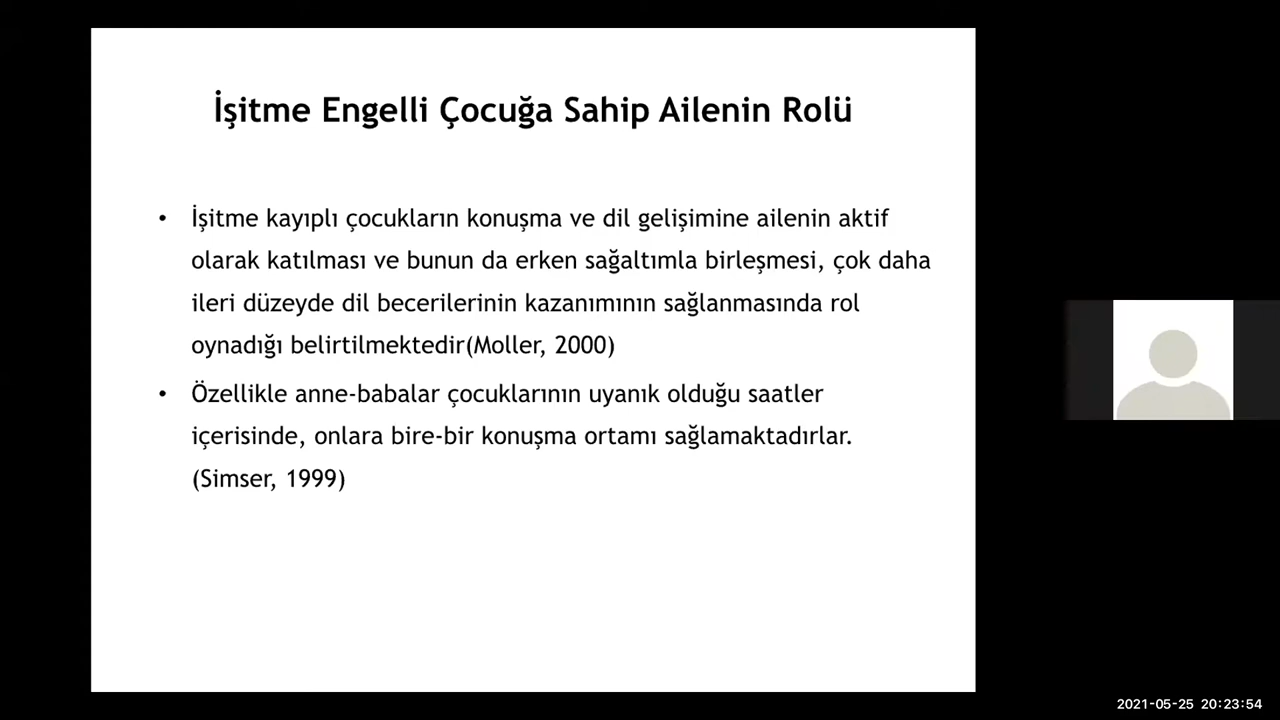 İşitme Engelli Çocuğa Sahip Ailenin Rolü
• İşitme kayıplı çocukların konuşma ve dil gelişimine ailenin aktif
olarak katılması ve bunun da erken sağaltımla birleşmesi, çok daha
ileri düzeyde dil becerilerinin kazanımının sağlanmasında rol
oynadığı belirtilmektedir(Moller, 2000)
• Özellikle anne-babalar çocuklarının uyanık olduğu saatler
içerisinde, onlara bire-bir konuşma ortamı sağlamaktadırlar.
(Simser, 1999)
2021-05-25 20:23:54